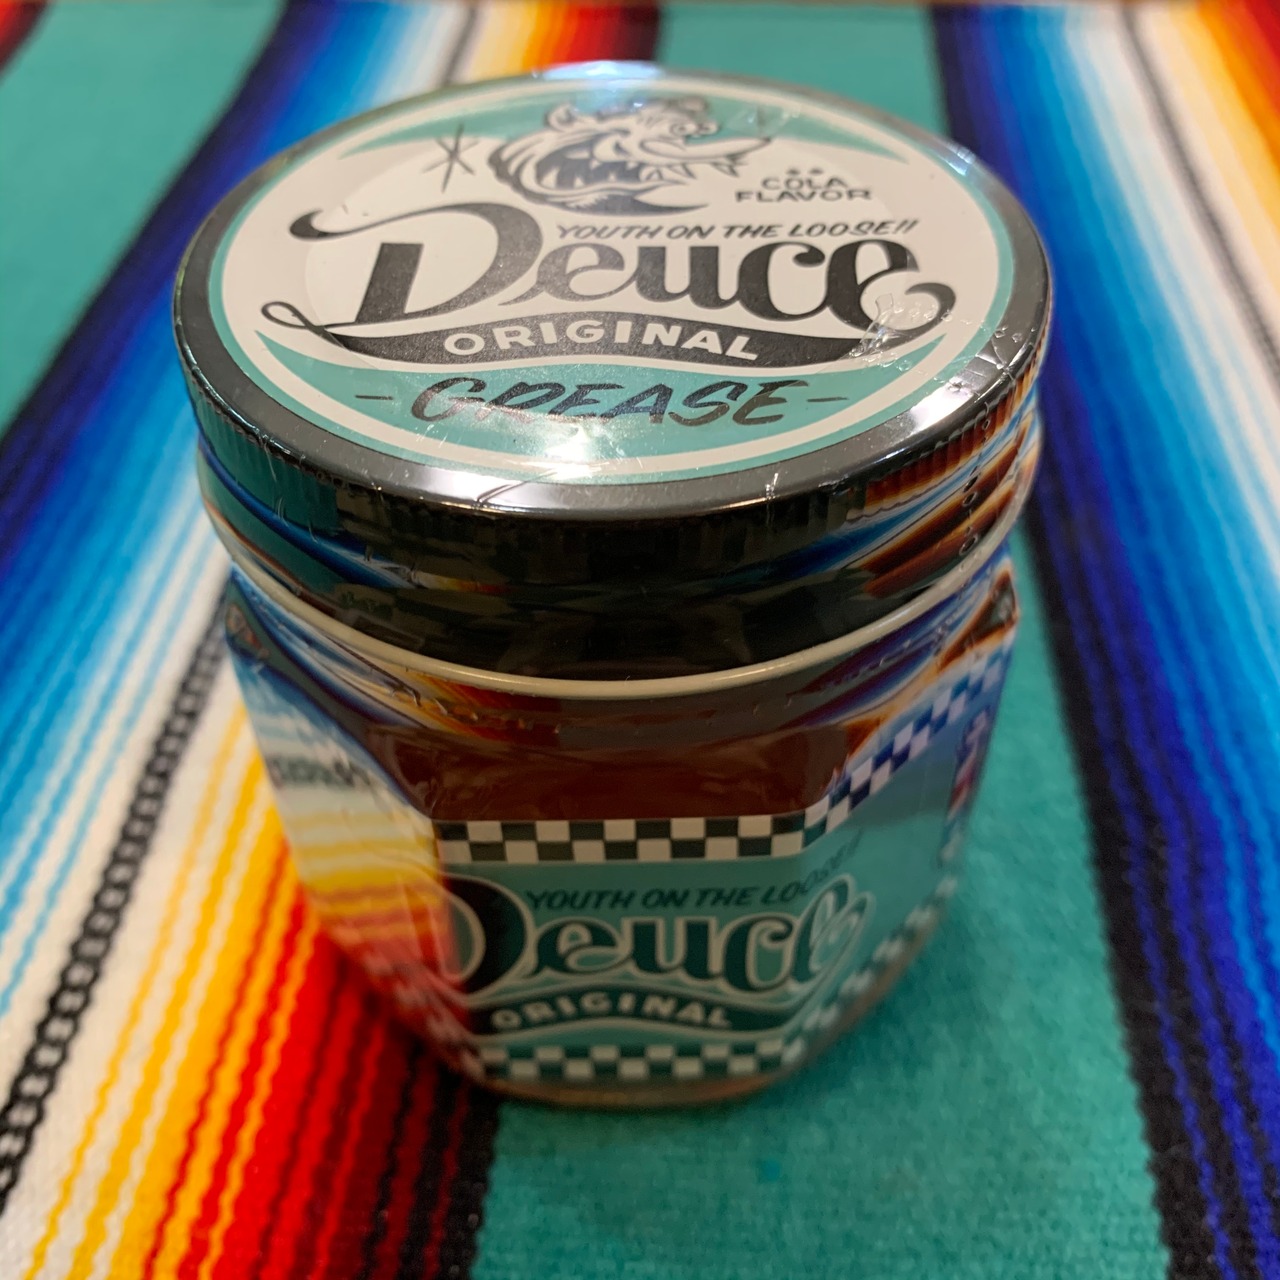 COLA
FLAVOR
YOUTH ON THE LOOSE!!
Deuce
ORIGINAL
-GREASE-
YOUTH ON THE LOOSE!!
Deuce
ORIGINAL